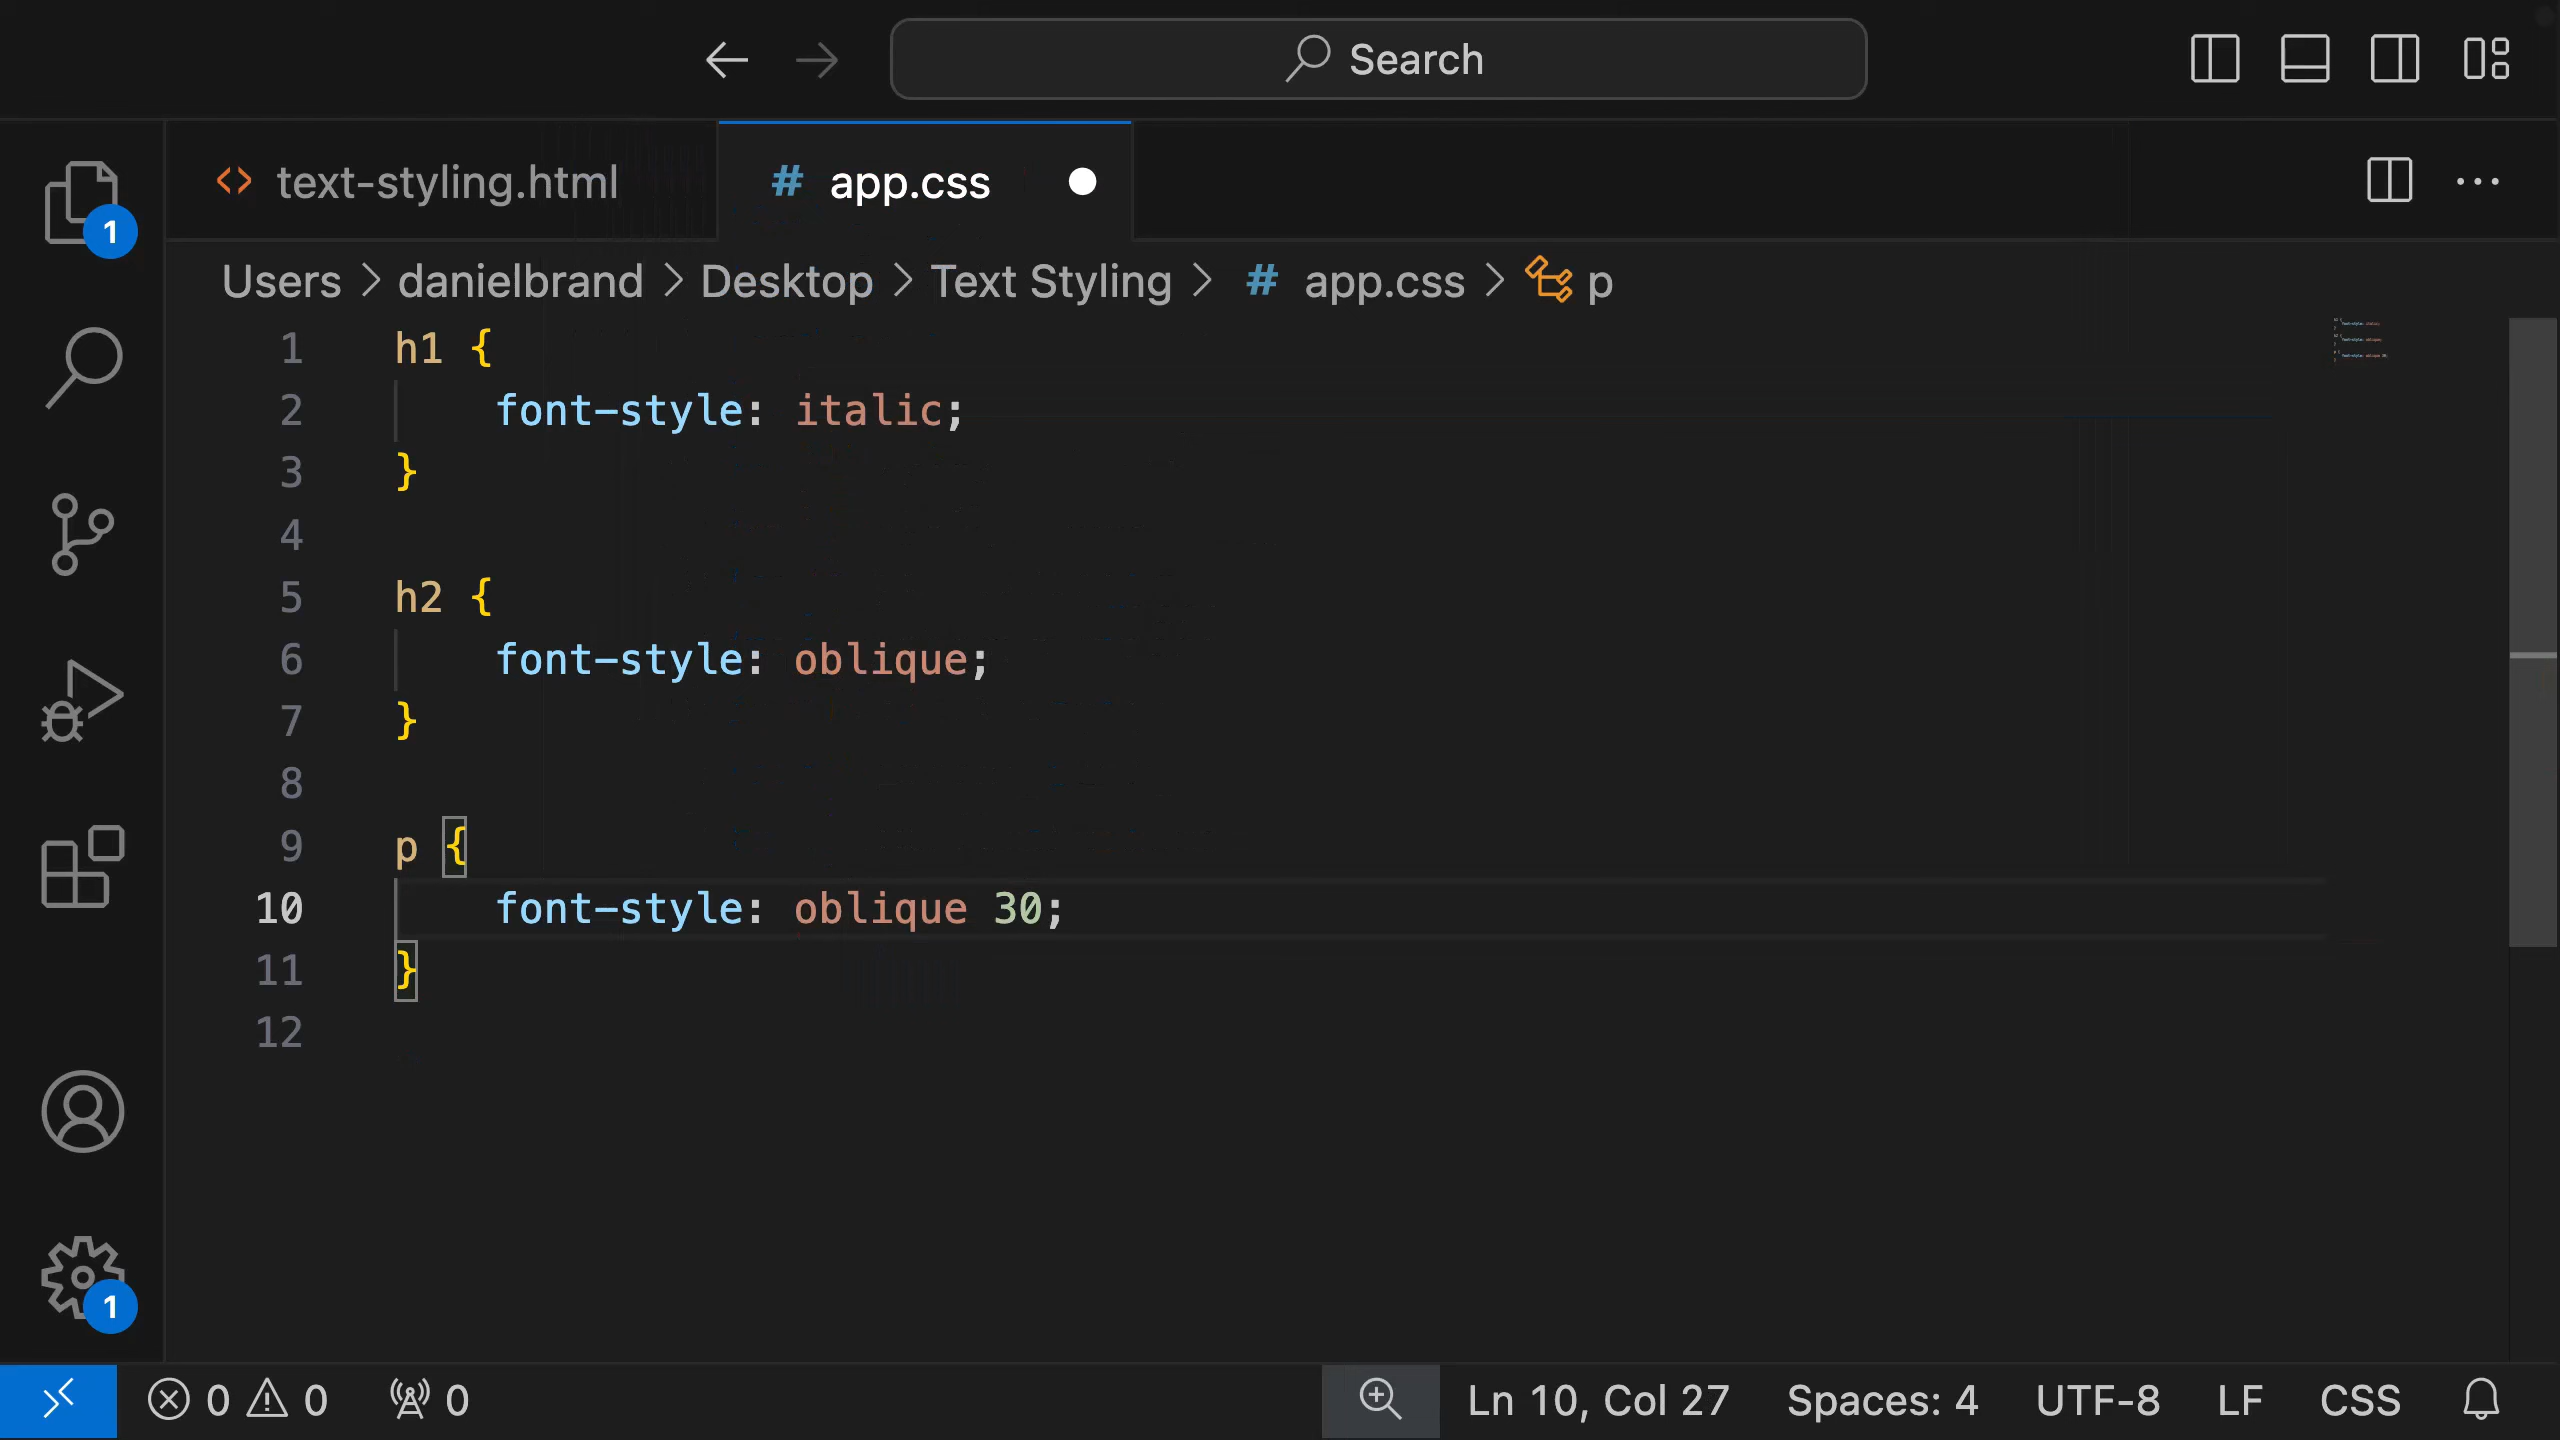 Search
text-styling.html
# app.css
Users > danielbrand > Desktop > Text Styling > # app.css > p
1 h1 {
2     font-style: italic;
3 }
4
5 h2 {
6     font-style: oblique;
7 }
8
9 p {
10     font-style: oblique 30;
11 }
12
1
1
0 0 0 Ln 10, Col 27 Spaces: 4 UTF-8 LF CSS